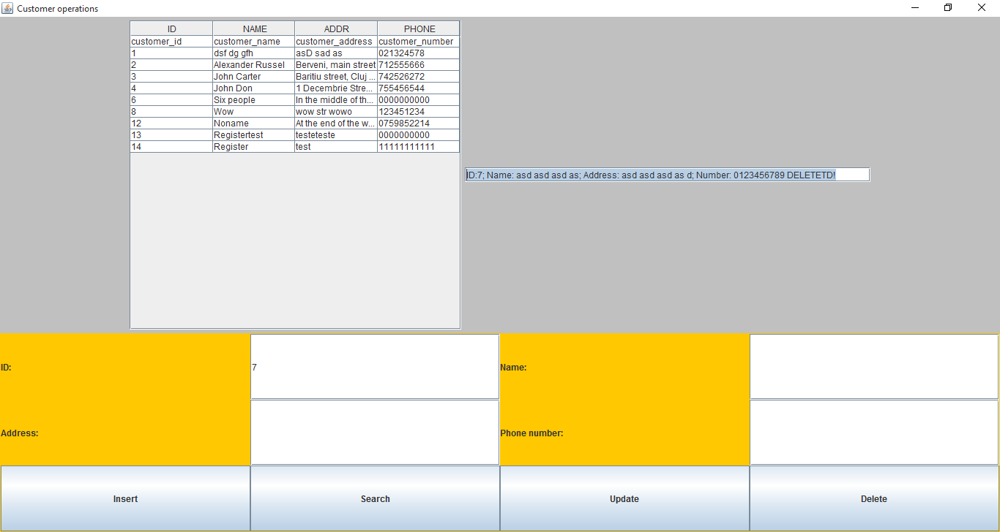 Customer operations
ID NAME ADDR PHONE
customer_id customer_name customer_address customer_number
1 dsf dg gfh asD sad as 021324578
2 Alexander Russel Berveni, main street 712555666
3 John Carter Baritiu street, Cluj ... 742526272
4 John Don 1 Decembrie Stre... 755456544
6 Six people In the middle of th... 0000000000
8 Wow wow str wowo 123451234
12 Noname At the end of the w... 0759852214
13 Registertest testeteste 0000000000
14 Register test 11111111111
ID:7; Name: asd asd asd as; Address: asd asd asd as d; Number: 0123456789 DELETETD!
ID: 7 Name:
Address: Phone number:
Insert Search Update Delete